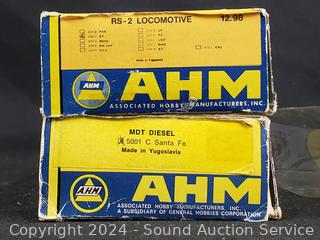 RS-2 LOCOMOTIVE 12.98
Made in Yugoslavia
AHM
AHM
ASSOCIATED HOBBY MANUFACTURERS, INC.
MDT DIESEL
5001 C Santa Fe
Made in Yugoslavia
AHM
AHM
ASSOCIATED HOBBY MANUFACTURERS, INC.
A SUBSIDIARY OF GENERAL HOBBIES CORPORATION
Copyright 2024 - Sound Auction Service